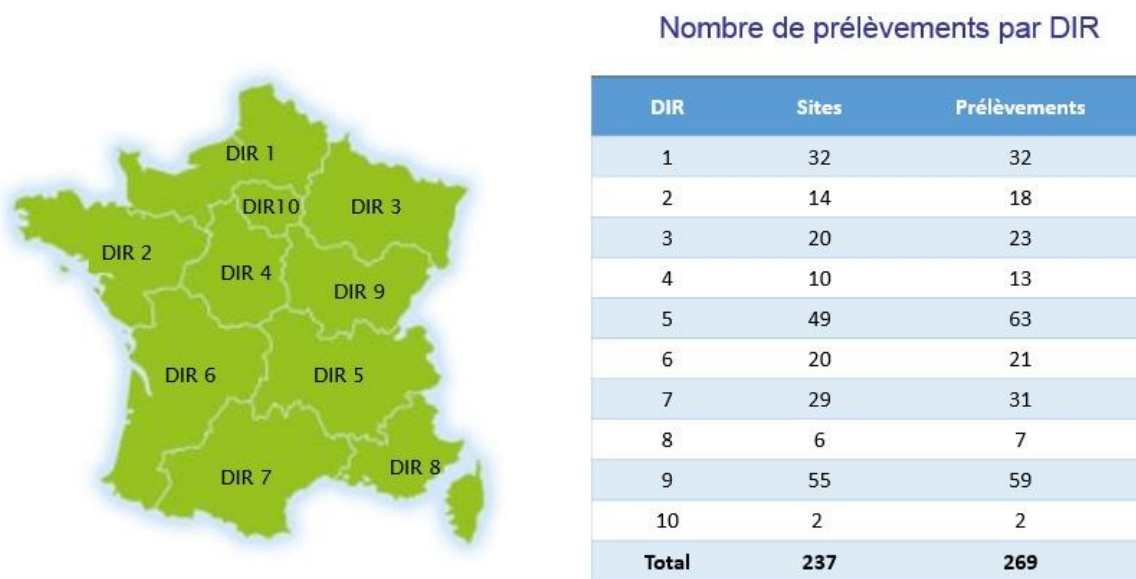 Nombre de prélèvements par DIR
DIR 1
DIR10
DIR 3
DIR 2
DIR 4
DIR 9
DIR 6
DIR 5
DIR 7
DIR 8
DIR Sites Prélèvements
1 32 32
2 14 18
3 20 23
4 10 13
5 49 63
6 20 21
7 29 31
8 6 7
9 55 59
10 2 2
Total 237 269